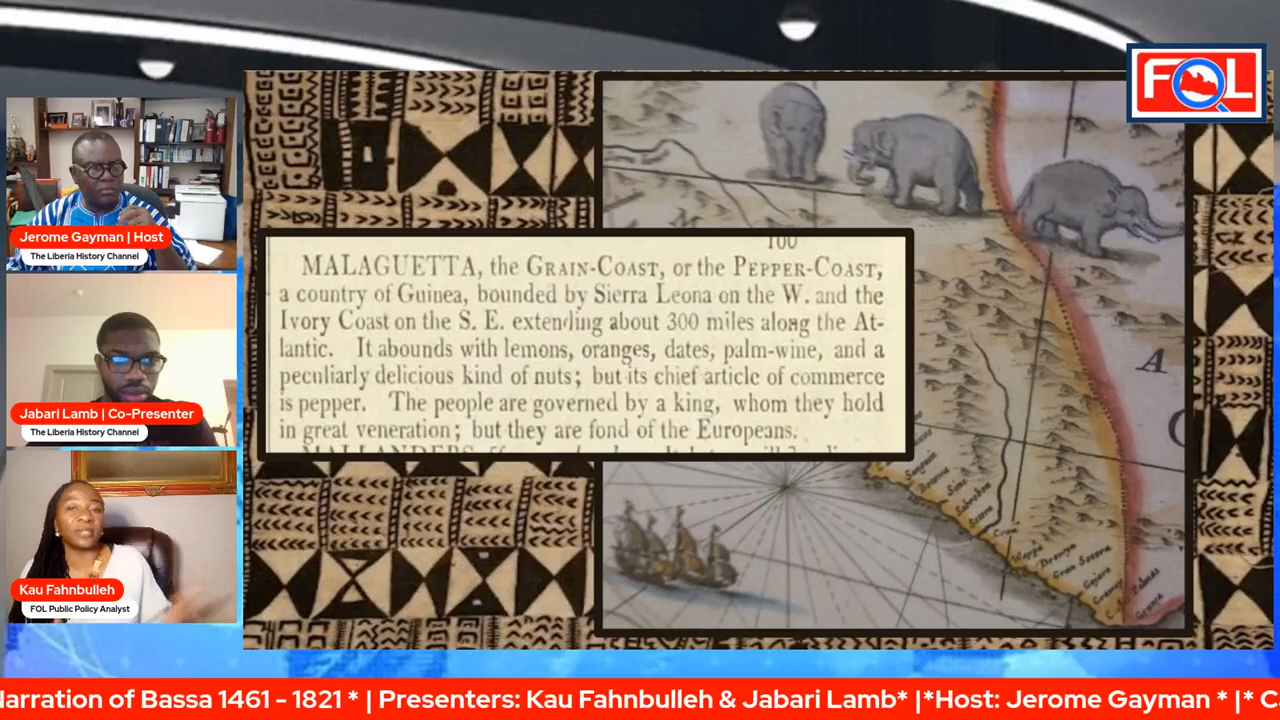 FOL
Jerome Gayman | Host
The Liberia History Channel
Jabari Lamb | Co-Presenter
The Liberia History Channel
Kau Fahnbulleh
FOL Public Policy Analyst
100
MALAGUETTA, the GRAIN-COAST, or the PEPPER-COAST,
a country of Guinea, bounded by Sierra Leona on the W. and the
Ivory Coast on the S. E. extending about 300 miles along the At-
lantic. It abounds with lemons, oranges, dates, palm-wine, and a
peculiarly delicious kind of nuts; but its chief article of commerce
is pepper. The people are governed by a king, whom they hold
in great veneration; but they are fond of the Europeans.
MALLANDERS
A
Wappa
Drovuya
Gran Setera
Narration of Bassa 1461 - 1821 * | Presenters: Kau Fahnbulleh & Jabari Lamb* |*Host: Jerome Gayman * |* C